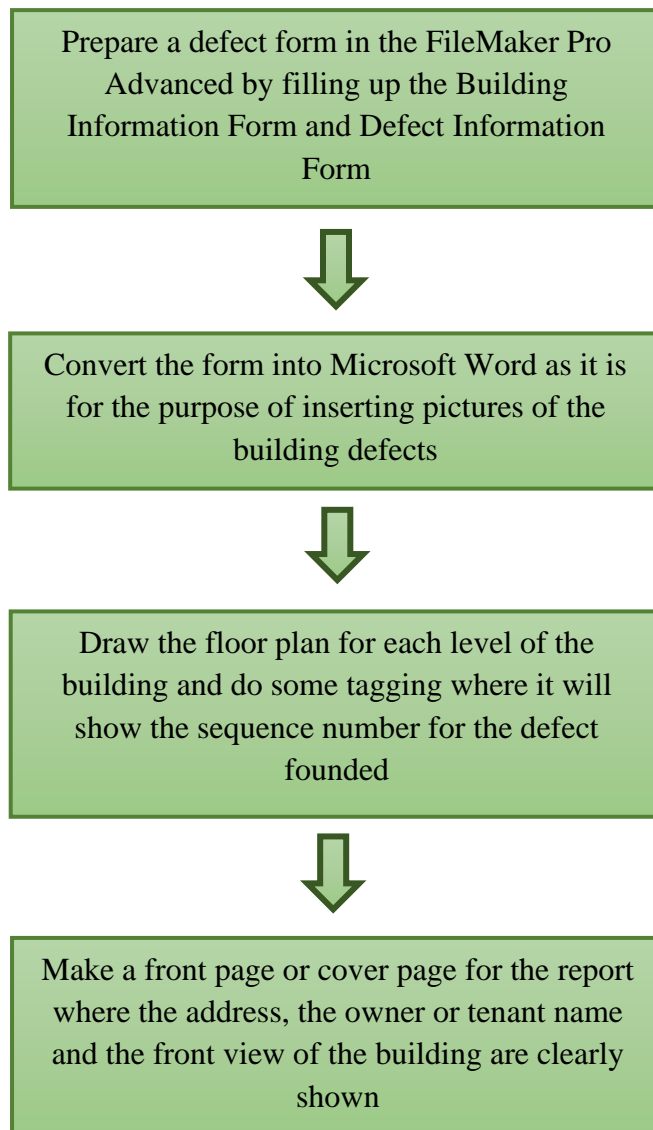 Prepare a defect form in the FileMaker Pro
Advanced by filling up the Building
Information Form and Defect Information
Form
Convert the form into Microsoft Word as it is
for the purpose of inserting pictures of the
building defects
Draw the floor plan for each level of the
building and do some tagging where it will
show the sequence number for the defect
founded
Make a front page or cover page for the report
where the address, the owner or tenant name
and the front view of the building are clearly
shown